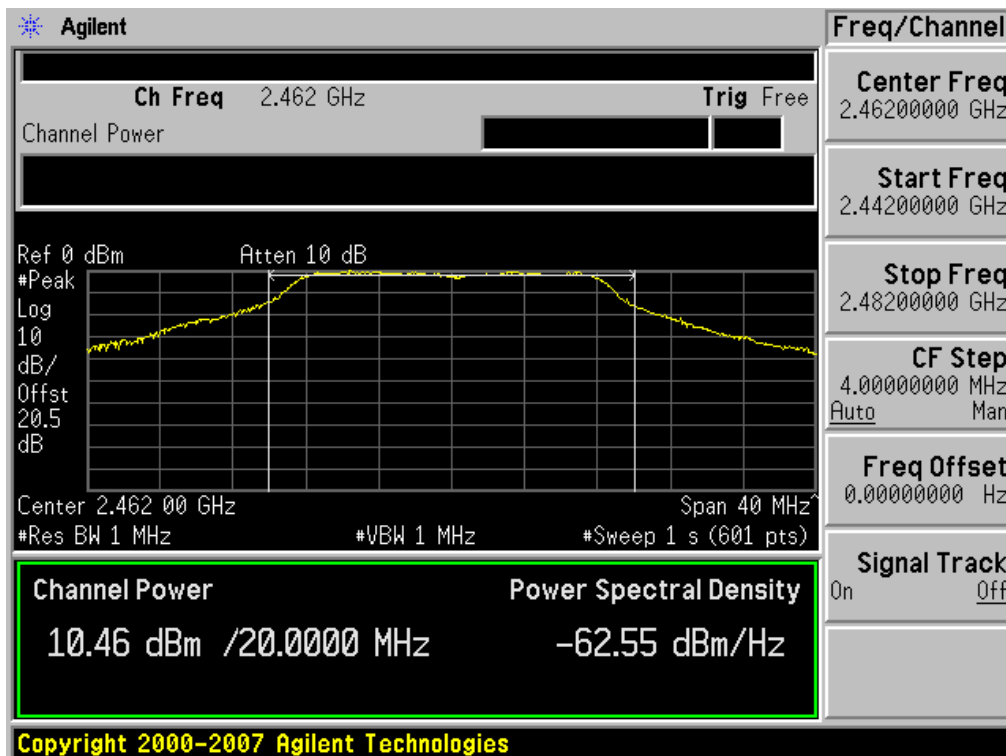 Agilent
Freq/Channel
Ch Freq 2.462 GHz
Trig Free
Channel Power
Center Freq
2.46200000 GHz
Start Freq
2.44200000 GHz
Stop Freq
2.48200000 GHz
CF Step
4.00000000 MHz
Auto Man
Freq Offset
0.00000000 Hz
Signal Track
On Off
Ref 0 dBm
Atten 10 dB
#Peak
Log
10
dB/
Offst
20.5
dB
Center 2.462 00 GHz
Span 40 MHz^
#Res BW 1 MHz
#VBW 1 MHz
#Sweep 1 s (601 pts)
Channel Power
Power Spectral Density
10.46 dBm /20.0000 MHz
-62.55 dBm/Hz
Copyright 2000-2007 Agilent Technologies